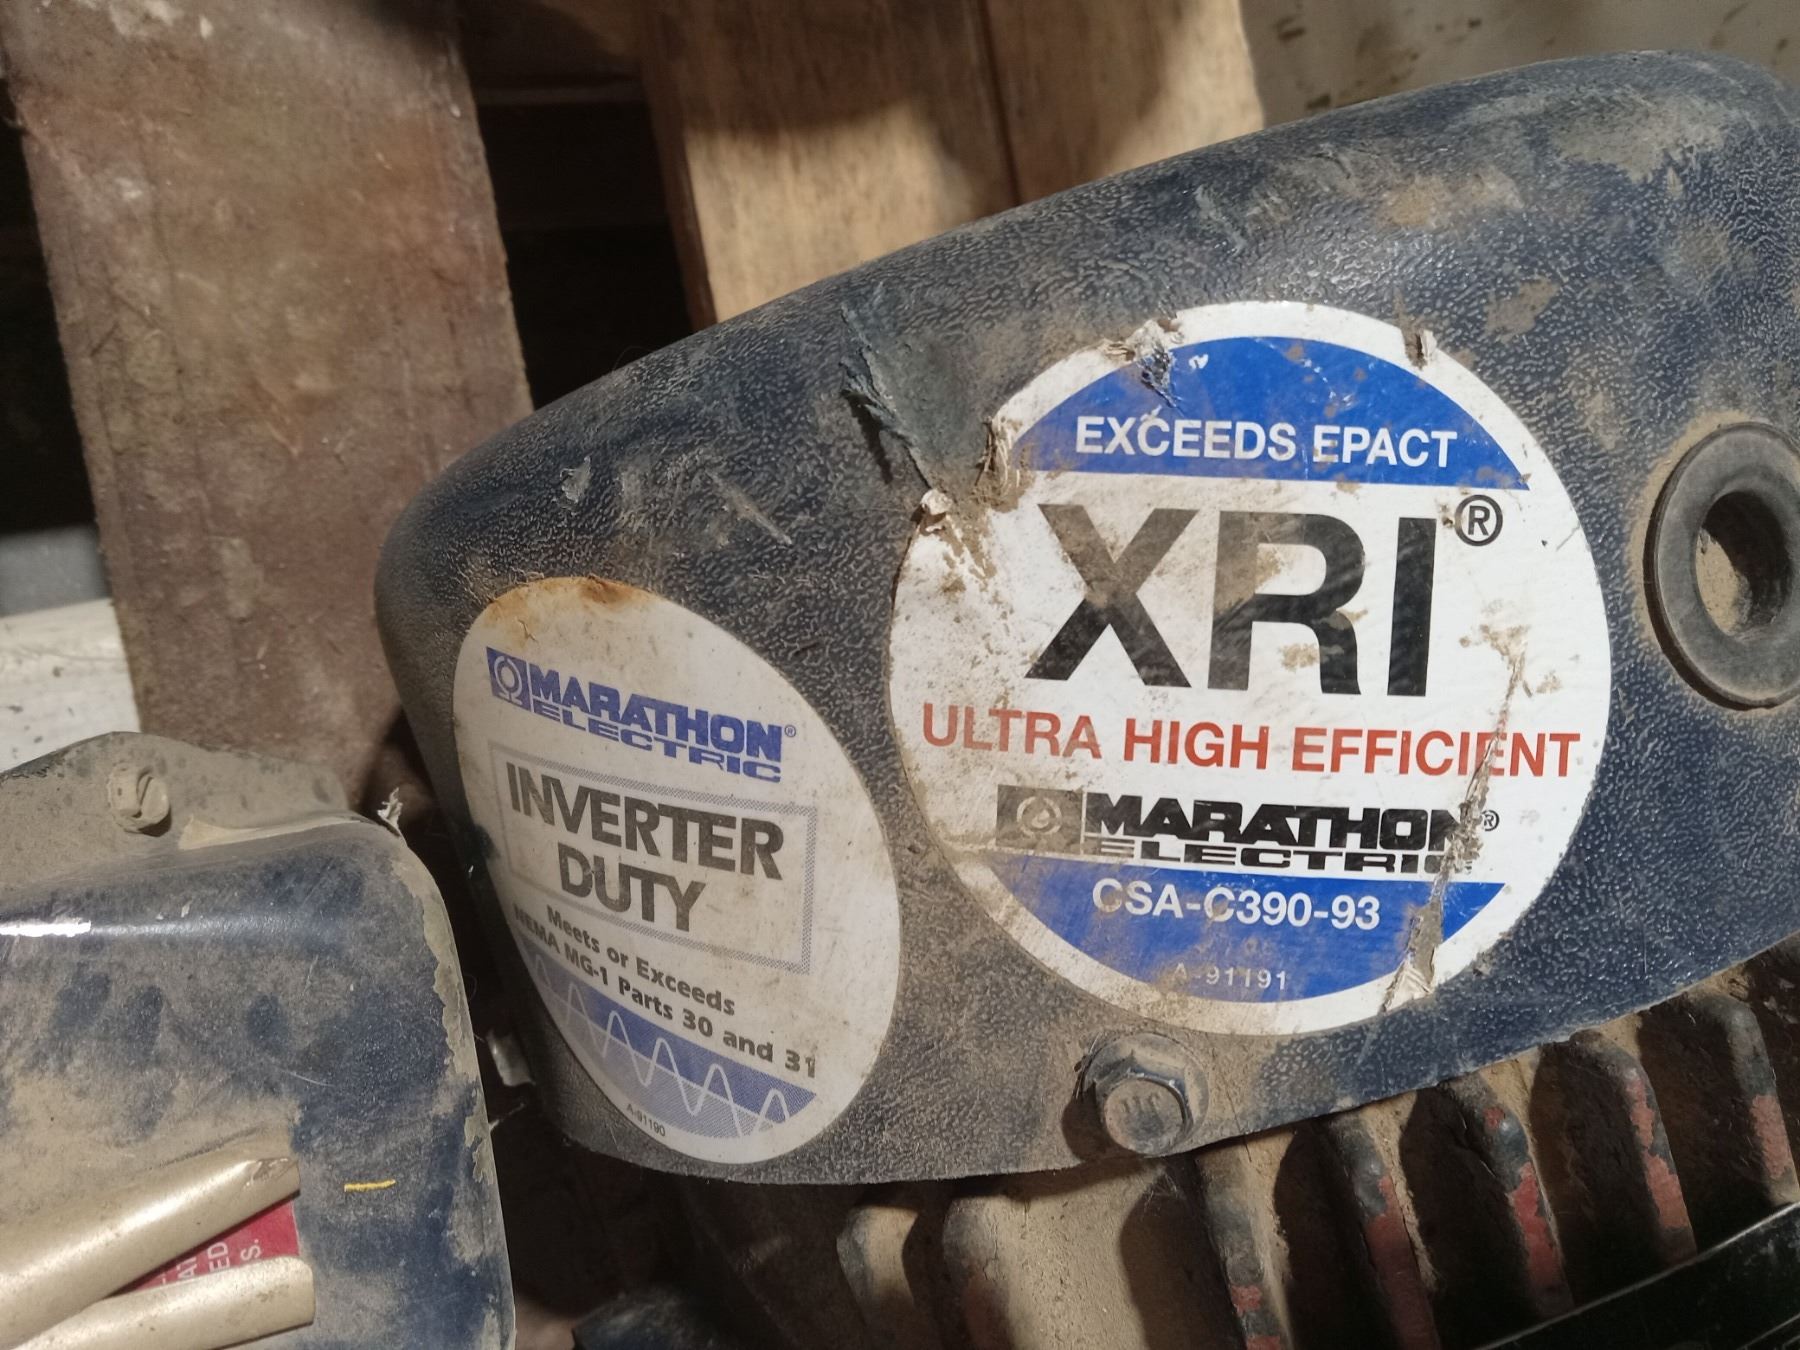 EXCEEDS EPACT
XRI®
ULTRA HIGH EFFICIENT
MARATHON®
ELECTRIC
CSA-C390-93
A-91191
MARATHON®
ELECTRIC
INVERTER
DUTY
Meets or Exceeds
NEMA MG-1 Parts 30 and 31
A-91190
ED
S.